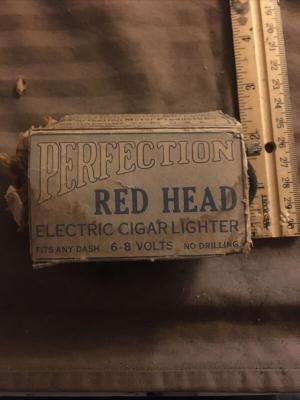 PERFECTION
RED HEAD
ELECTRIC CIGAR LIGHTER
FITS ANY DASH 6-8 VOLTS NO DRILLING